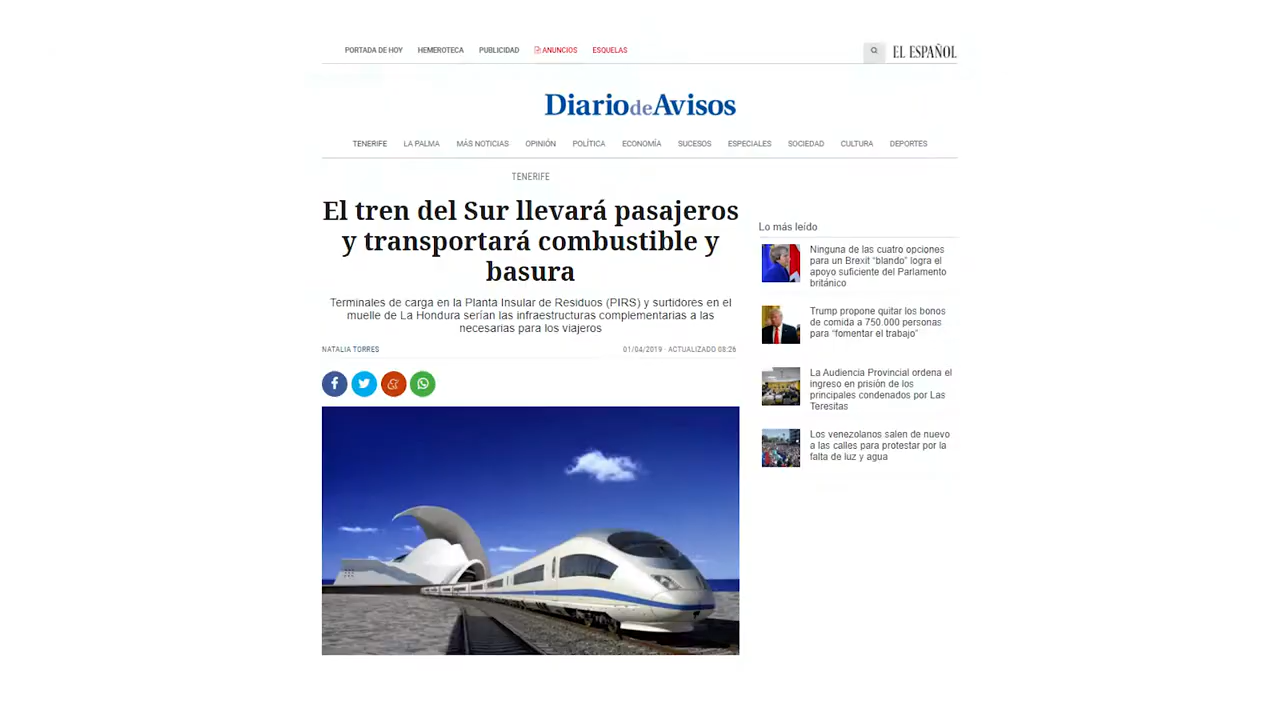 PORTADA DE HOY HEMEROTECA PUBLICIDAD ANUNCIOS ESQUELAS EL ESPAÑOL
Diario de Avisos
TENERIFE LA PALMA MÁS NOTICIAS OPINIÓN POLÍTICA ECONOMÍA SUCESOS ESPECIALES SOCIEDAD CULTURA DEPORTES
TENERIFE
El tren del Sur llevará pasajeros
y transportará combustible y
basura
Terminales de carga en la Planta Insular de Residuos (PIRS) y surtidores en el
muelle de La Hondura serían las infraestructuras complementarias a las
necesarias para los viajeros
NATALIA TORRES 01/04/2019 · ACTUALIZADO 08:26
Lo más leído
Ninguna de las cuatro opciones
para un Brexit “blando” logra el
apoyo suficiente del Parlamento
británico
Trump propone quitar los bonos
de comida a 750.000 personas
para “fomentar el trabajo”
La Audiencia Provincial ordena el
ingreso en prisión de los
principales condenados por Las
Teresitas
Los venezolanos salen de nuevo
a las calles para protestar por la
falta de luz y agua